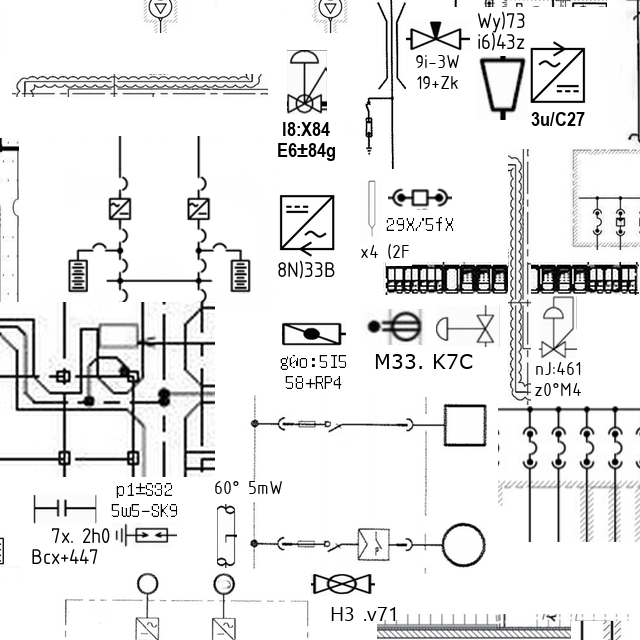 Wy)73
i6)43z
9i-3W
19+Zk
3u/C27
I8:X84
E6±84g
29X/5fX
x4 (2F
8N)33B
gQo:5I5
58+RP4
M33. K7C
nJ:461
z0°M4
p1±S32
5w5-SK9
60° 5mW
7x. 2h0
Bcx+447
H3 .v71